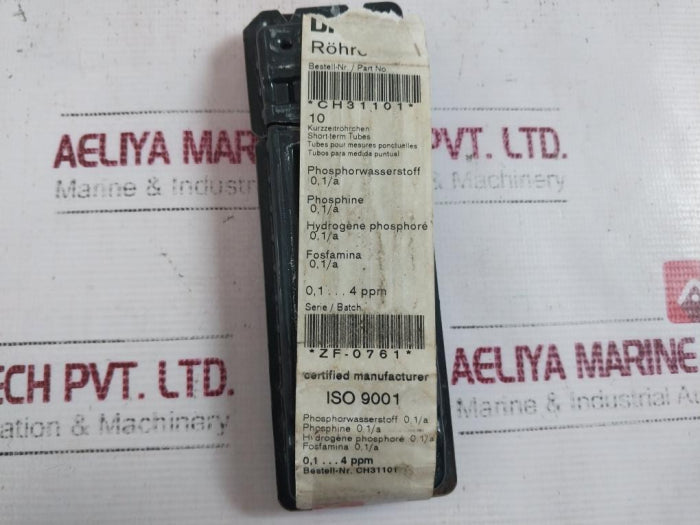 Röhrc
Bestell-Nr. / Part No
*CH31101*
10
Kurzzeitröhrchen
Short-term Tubes
Tubes pour mesures ponctuelles
Tubos para medida puntual
Phosphorwasserstoff
0,1/a
Phosphine
0,1/a
Hydrogène phosphoré
0,1/a
Fosfamina
0,1/a
0,1 ... 4 ppm
Serie / Batch.
*ZF-0761*
certified manufacturer
ISO 9001
Phosphorwasserstoff 0,1/a
Phosphine 0,1/a
Hidrogène phosphoré 0,1/a
Fosfamina 0,1/a
0,1 ... 4 ppm
Bestell-Nr. CH31101
AELIYA MAR
Marine & Industri
PVT. LTD.
& Machinery
ECH PVT. LTD.
ation & Machinery
AELIYA MARINE
Marine & Industrial Au